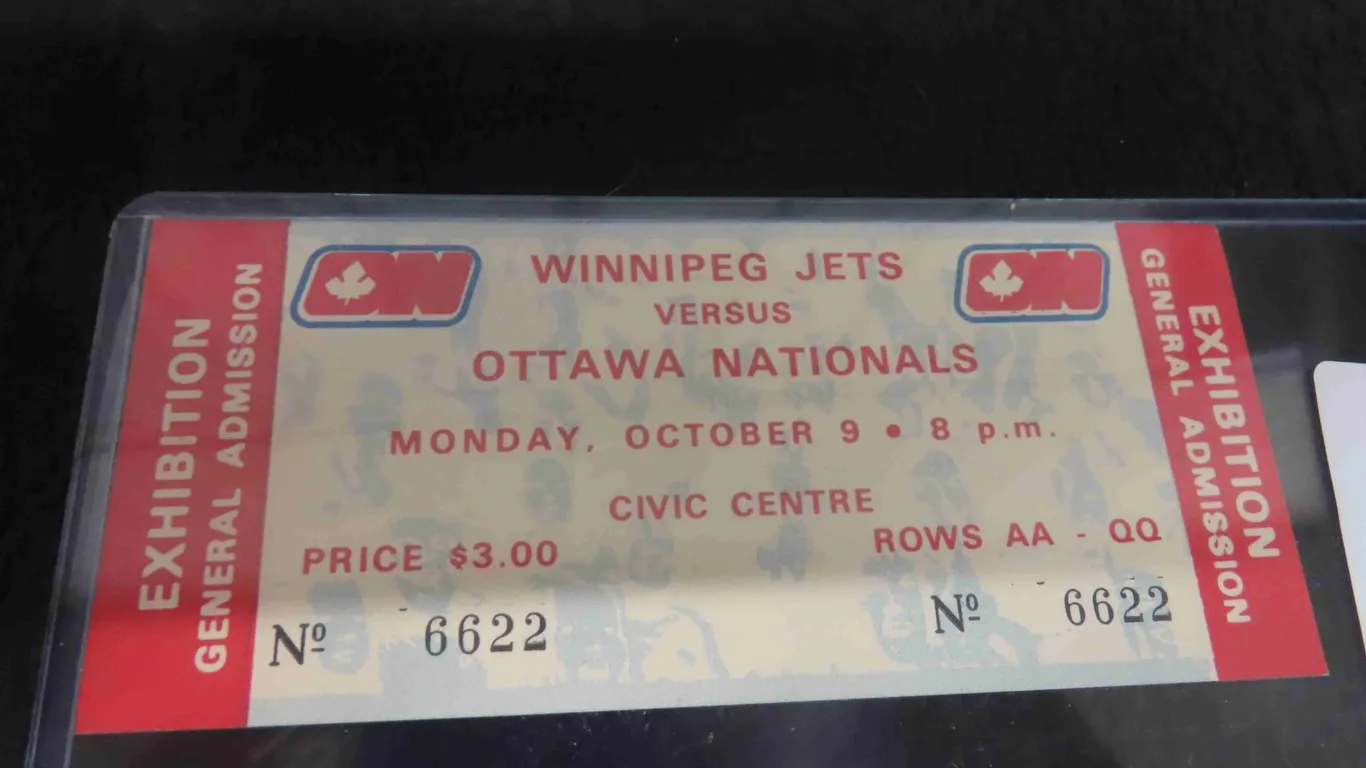 EXHIBITION
GENERAL ADMISSION
ON
WINNIPEG JETS
ON
VERSUS
OTTAWA NATIONALS
MONDAY, OCTOBER 9 • 8 p.m.
CIVIC CENTRE
PRICE $3.00
ROWS AA - QQ
Nº 6622
Nº 6622
EXHIBITION
GENERAL ADMISSION